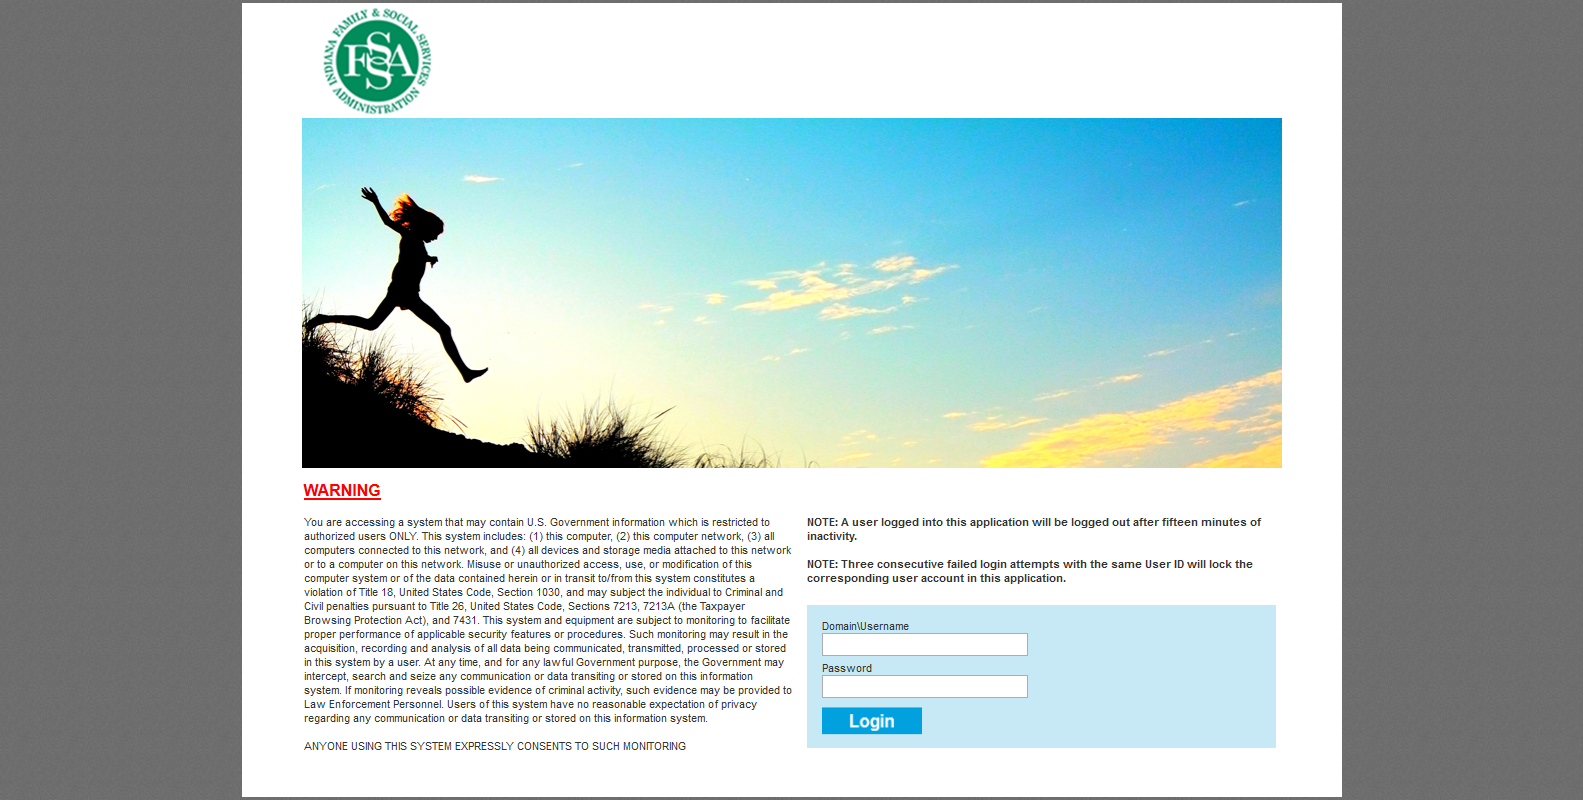 INDIANA FAMILY & SOCIAL SERVICES
FSSA
ADMINISTRATION
WARNING
You are accessing a system that may contain U.S. Government information which is restricted to
authorized users ONLY. This system includes: (1) this computer, (2) this computer network, (3) all
computers connected to this network, and (4) all devices and storage media attached to this network
or to a computer on this network. Misuse or unauthorized access, use, or modification of this
computer system or of the data contained herein or in transit to/from this system constitutes a
violation of Title 18, United States Code, Section 1030, and may subject the individual to Criminal and
Civil penalties pursuant to Title 26, United States Code, Sections 7213, 7213A (the Taxpayer
Browsing Protection Act), and 7431. This system and equipment are subject to monitoring to facilitate
proper performance of applicable security features or procedures. Such monitoring may result in the
acquisition, recording and analysis of all data being communicated, transmitted, processed or stored
in this system by a user. At any time, and for any lawful Government purpose, the Government may
intercept, search and seize any communication or data transiting or stored on this information
system. If monitoring reveals possible evidence of criminal activity, such evidence may be provided to
Law Enforcement Personnel. Users of this system have no reasonable expectation of privacy
regarding any communication or data transiting or stored on this information system.
ANYONE USING THIS SYSTEM EXPRESSLY CONSENTS TO SUCH MONITORING
NOTE: A user logged into this application will be logged out after fifteen minutes of
inactivity.
NOTE: Three consecutive failed login attempts with the same User ID will lock the
corresponding user account in this application.
Domain\Username
Password
Login